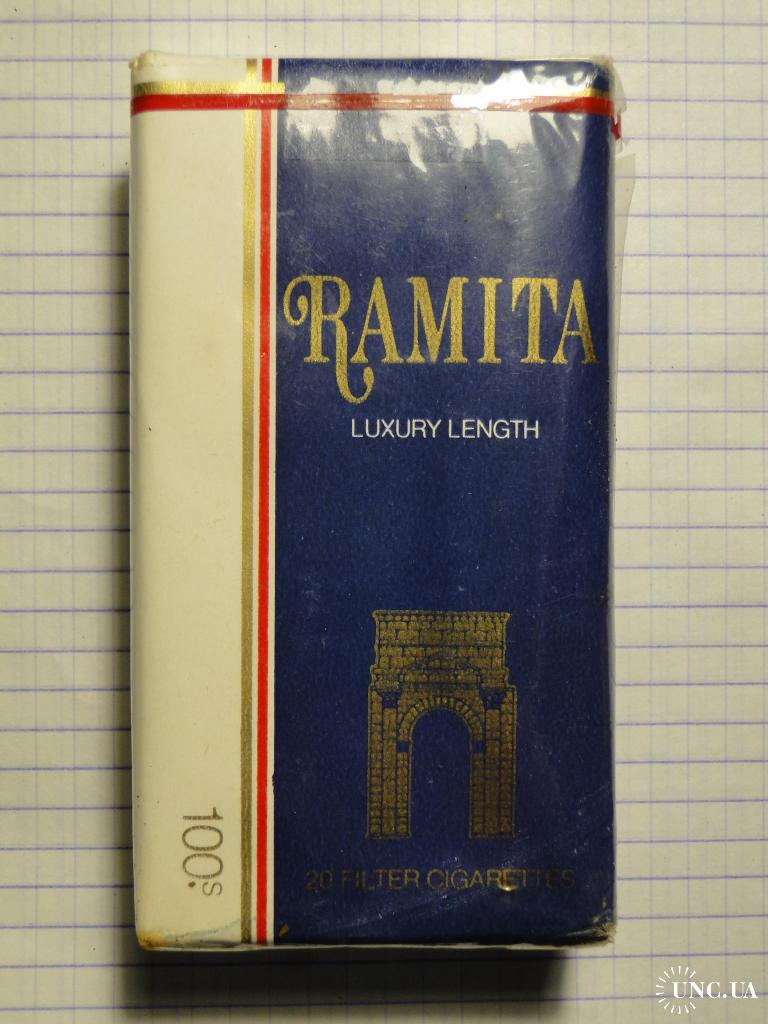 RAMITA
LUXURY LENGTH
100.s
20 FILTER CIGARETTES
UNC.UA